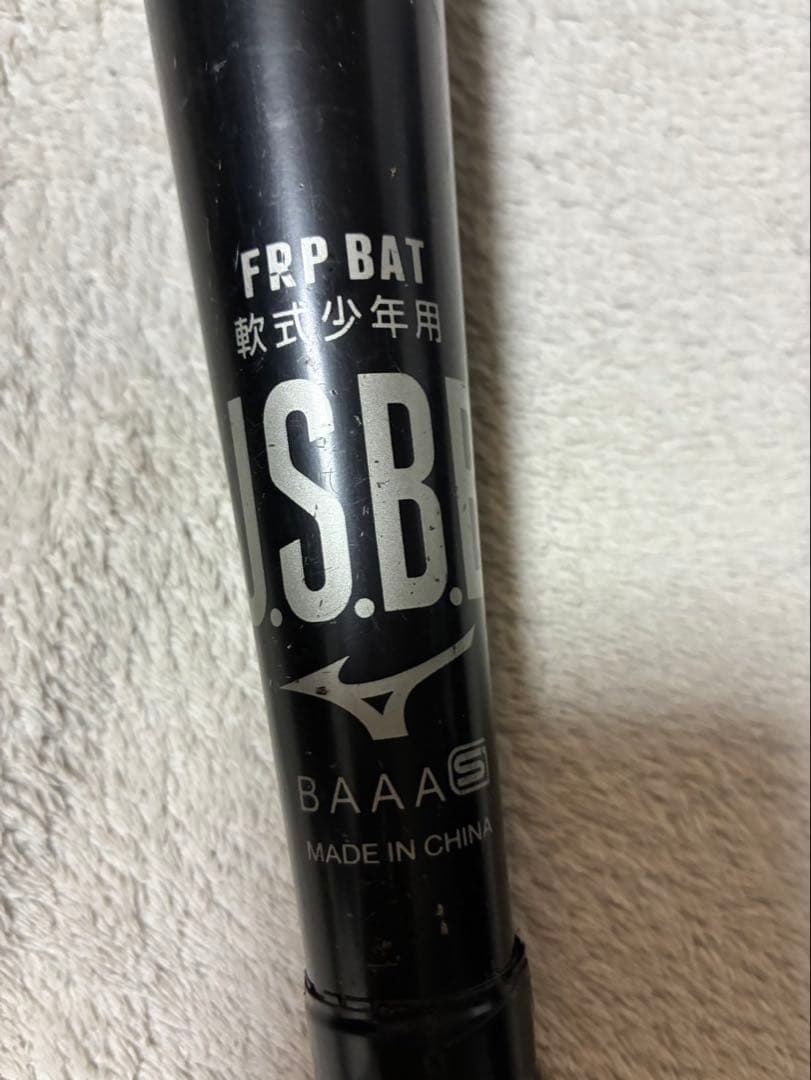 FRP BAT
軟式少年用
J.S.B.B
BAAA S
MADE IN CHINA